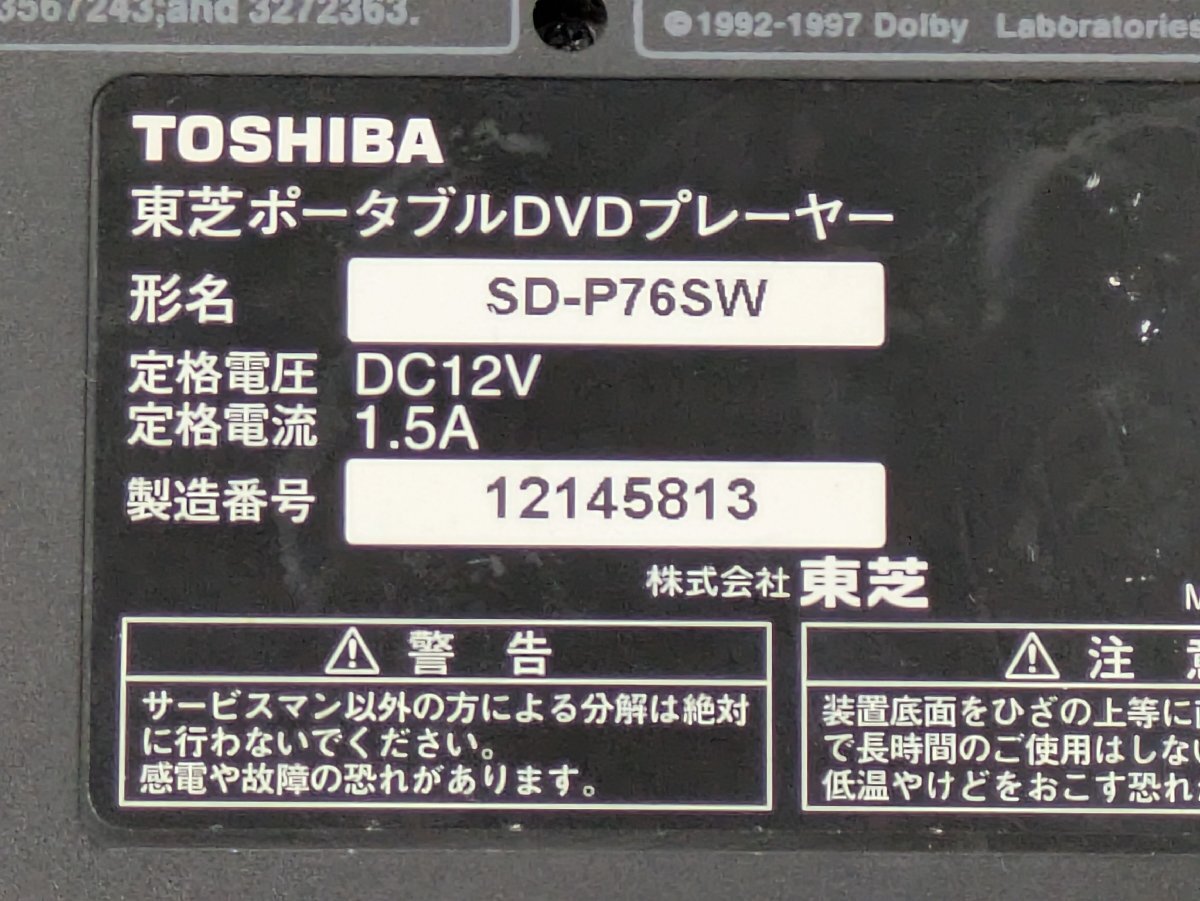 3567243;and 3272363.
©1992-1997 Dolby Laboratories
TOSHIBA
東芝ポータブルDVDプレーヤー
形名 SD-P76SW
定格電圧 DC12V
定格電流 1.5A
製造番号 12145813
株式会社 東芝
M
⚠ 警 告
サービスマン以外の方による分解は絶対
に行わないでください。
感電や故障の恐れがあります。
⚠ 注 意
装置底面をひざの上等に
で長時間のご使用はしない
低温やけどをおこす恐れ